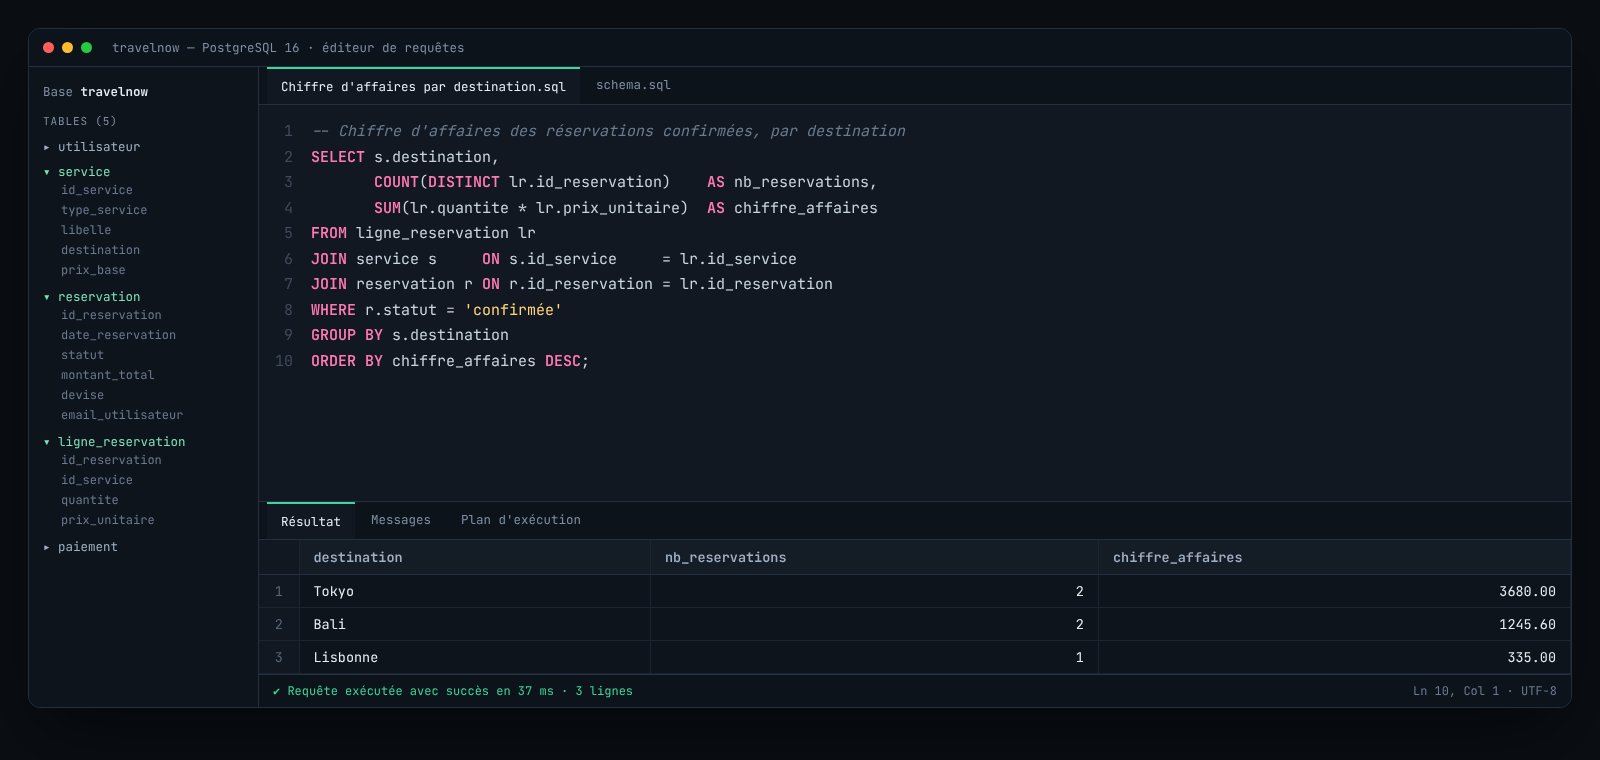 travelnow — PostgreSQL 16 · éditeur de requêtes
Base travelnow
TABLES (5)
▸ utilisateur
▾ service
id_service
type_service
libelle
destination
prix_base
▾ reservation
id_reservation
date_reservation
statut
montant_total
devise
email_utilisateur
▾ ligne_reservation
id_reservation
id_service
quantite
prix_unitaire
▸ paiement
Chiffre d'affaires par destination.sql schema.sql
1 -- Chiffre d'affaires des réservations confirmées, par destination
2 SELECT s.destination,
3        COUNT(DISTINCT lr.id_reservation)    AS nb_reservations,
4        SUM(lr.quantite * lr.prix_unitaire)  AS chiffre_affaires
5 FROM ligne_reservation lr
6 JOIN service s     ON s.id_service     = lr.id_service
7 JOIN reservation r ON r.id_reservation = lr.id_reservation
8 WHERE r.statut = 'confirmée'
9 GROUP BY s.destination
10 ORDER BY chiffre_affaires DESC;
Résultat Messages Plan d'exécution
destination nb_reservations chiffre_affaires
1 Tokyo 2 3680.00
2 Bali 2 1245.60
3 Lisbonne 1 335.00
✔ Requête exécutée avec succès en 37 ms · 3 lignes Ln 10, Col 1 · UTF-8